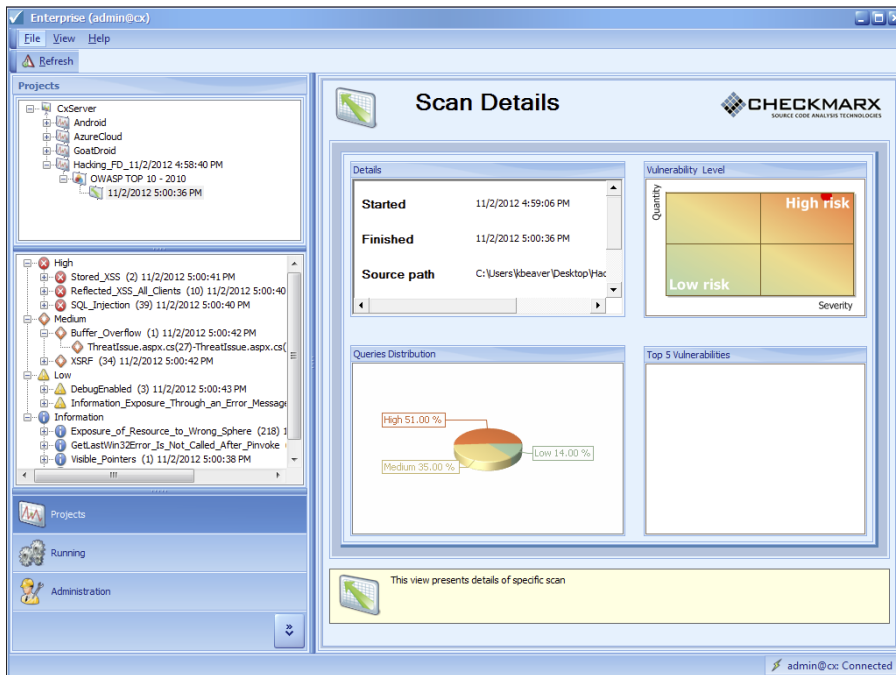 Enterprise (admin@cx)
File View Help
Refresh
Projects
CxServer
Android
AzureCloud
GoatDroid
Hacking_FD_11/2/2012 4:58:40 PM
OWASP TOP 10 - 2010
11/2/2012 5:00:36 PM
High
Stored_XSS (2) 11/2/2012 5:00:41 PM
Reflected_XSS_All_Clients (10) 11/2/2012 5:00:40
SQL_Injection (39) 11/2/2012 5:00:40 PM
Medium
Buffer_Overflow (1) 11/2/2012 5:00:42 PM
ThreatIssue.aspx.cs(27)-ThreatIssue.aspx.cs(
XSRF (34) 11/2/2012 5:00:42 PM
Low
DebugEnabled (3) 11/2/2012 5:00:43 PM
Information_Exposure_Through_an_Error_Message
Information
Exposure_of_Resource_to_Wrong_Sphere (218) 1
GetLastWin32Error_Is_Not_Called_After_Pinvoke
Visible_Pointers (1) 11/2/2012 5:00:38 PM
Projects
Running
Administration
Scan Details
CHECKMARX
SOURCE CODE ANALYSIS TECHNOLOGIES
Details
Started 11/2/2012 4:59:06 PM
Finished 11/2/2012 5:00:36 PM
Source path C:\Users\kbeaver\Desktop\Hac
Vulnerability Level
Quantity
High risk
Low risk
Severity
Queries Distribution
High 51.00 %
Low 14.00 %
Medium 35.00 %
Top 5 Vulnerabilities
This view presents details of specific scan
admin@cx: Connected